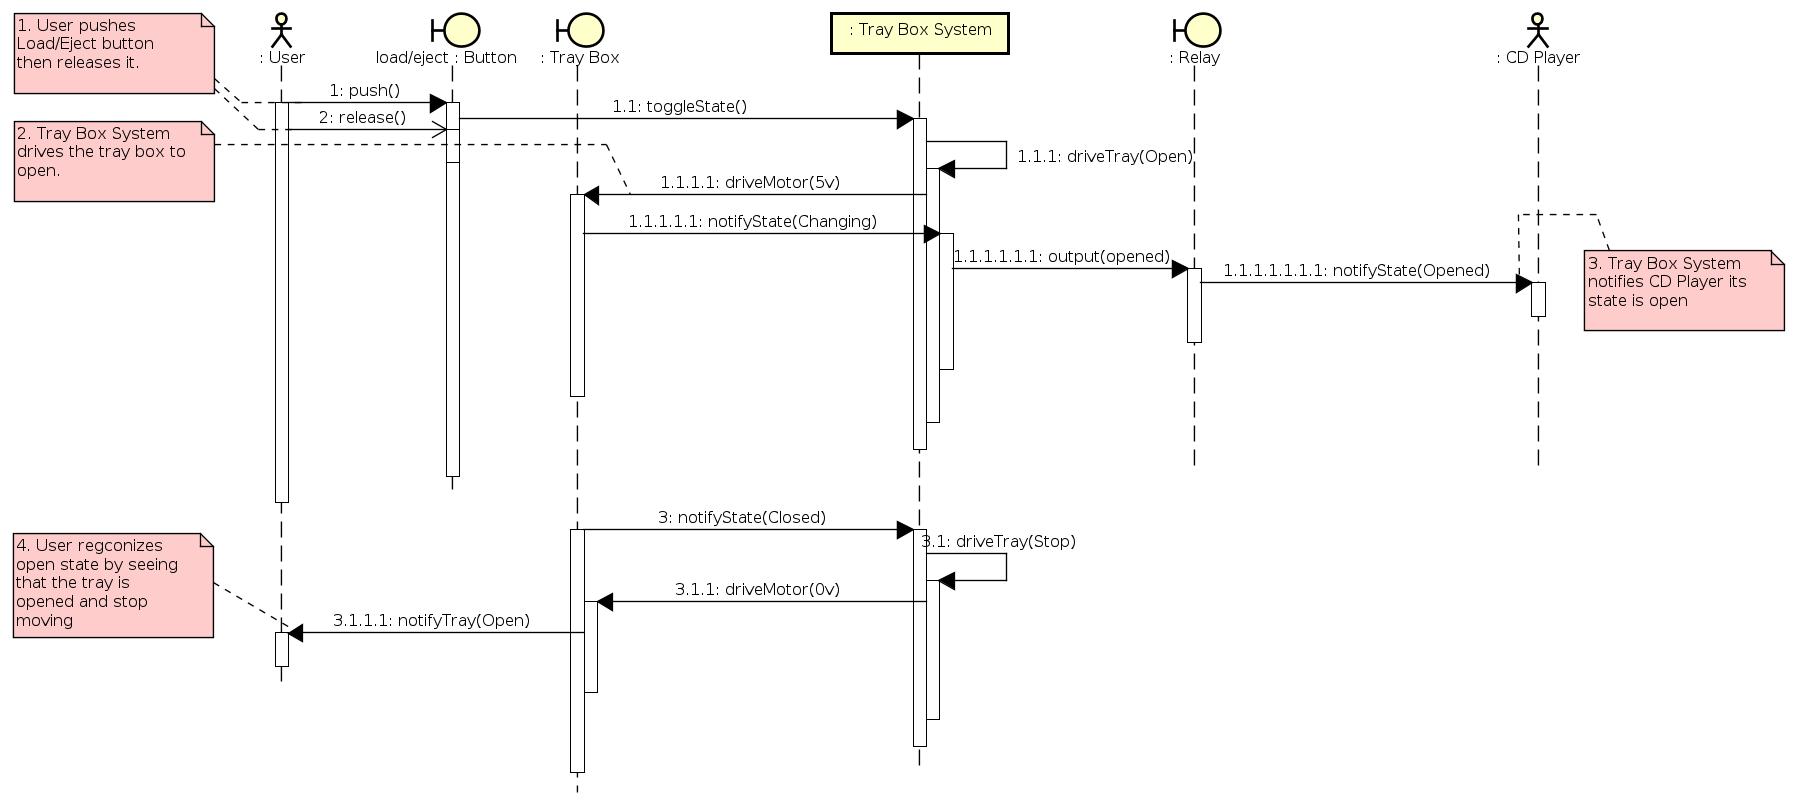 1. User pushes
Load/Eject button
then releases it.
: User
load/eject : Button
: Tray Box
: Tray Box System
: Relay
: CD Player
1: push()
1.1: toggleState()
2: release()
2. Tray Box System
drives the tray box to
open.
1.1.1: driveTray(Open)
1.1.1.1: driveMotor(5v)
1.1.1.1.1: notifyState(Changing)
1.1.1.1.1.1: output(opened)
1.1.1.1.1.1.1: notifyState(Opened)
3. Tray Box System
notifies CD Player its
state is open
3: notifyState(Closed)
3.1: driveTray(Stop)
4. User regconizes
open state by seeing
that the tray is
opened and stop
moving
3.1.1: driveMotor(0v)
3.1.1.1: notifyTray(Open)